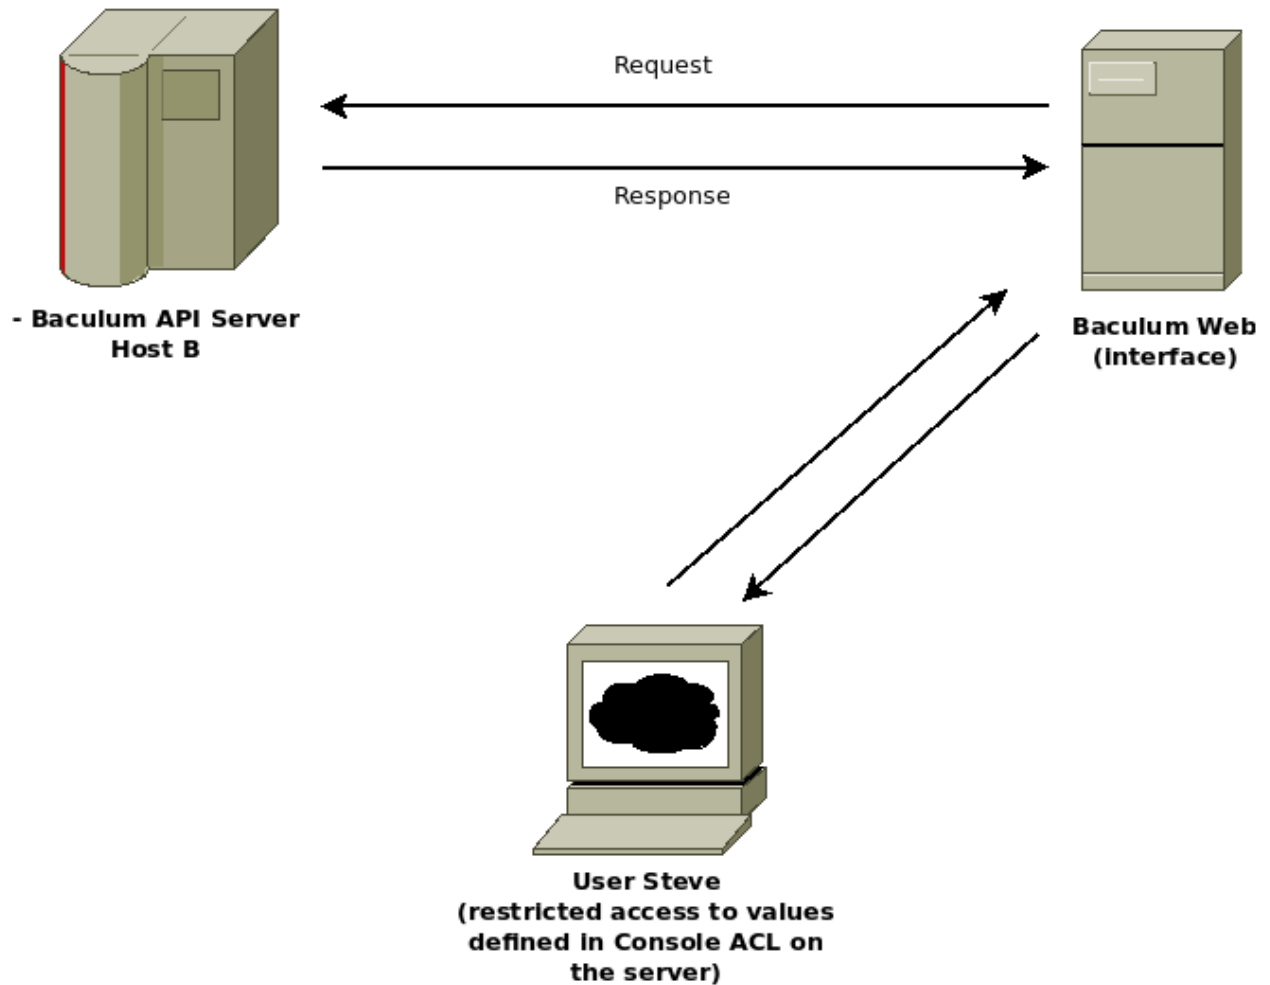 Request
Response
- Baculum API Server
Host B
Baculum Web
(interface)
User Steve
(restricted access to values
defined in Console ACL on
the server)